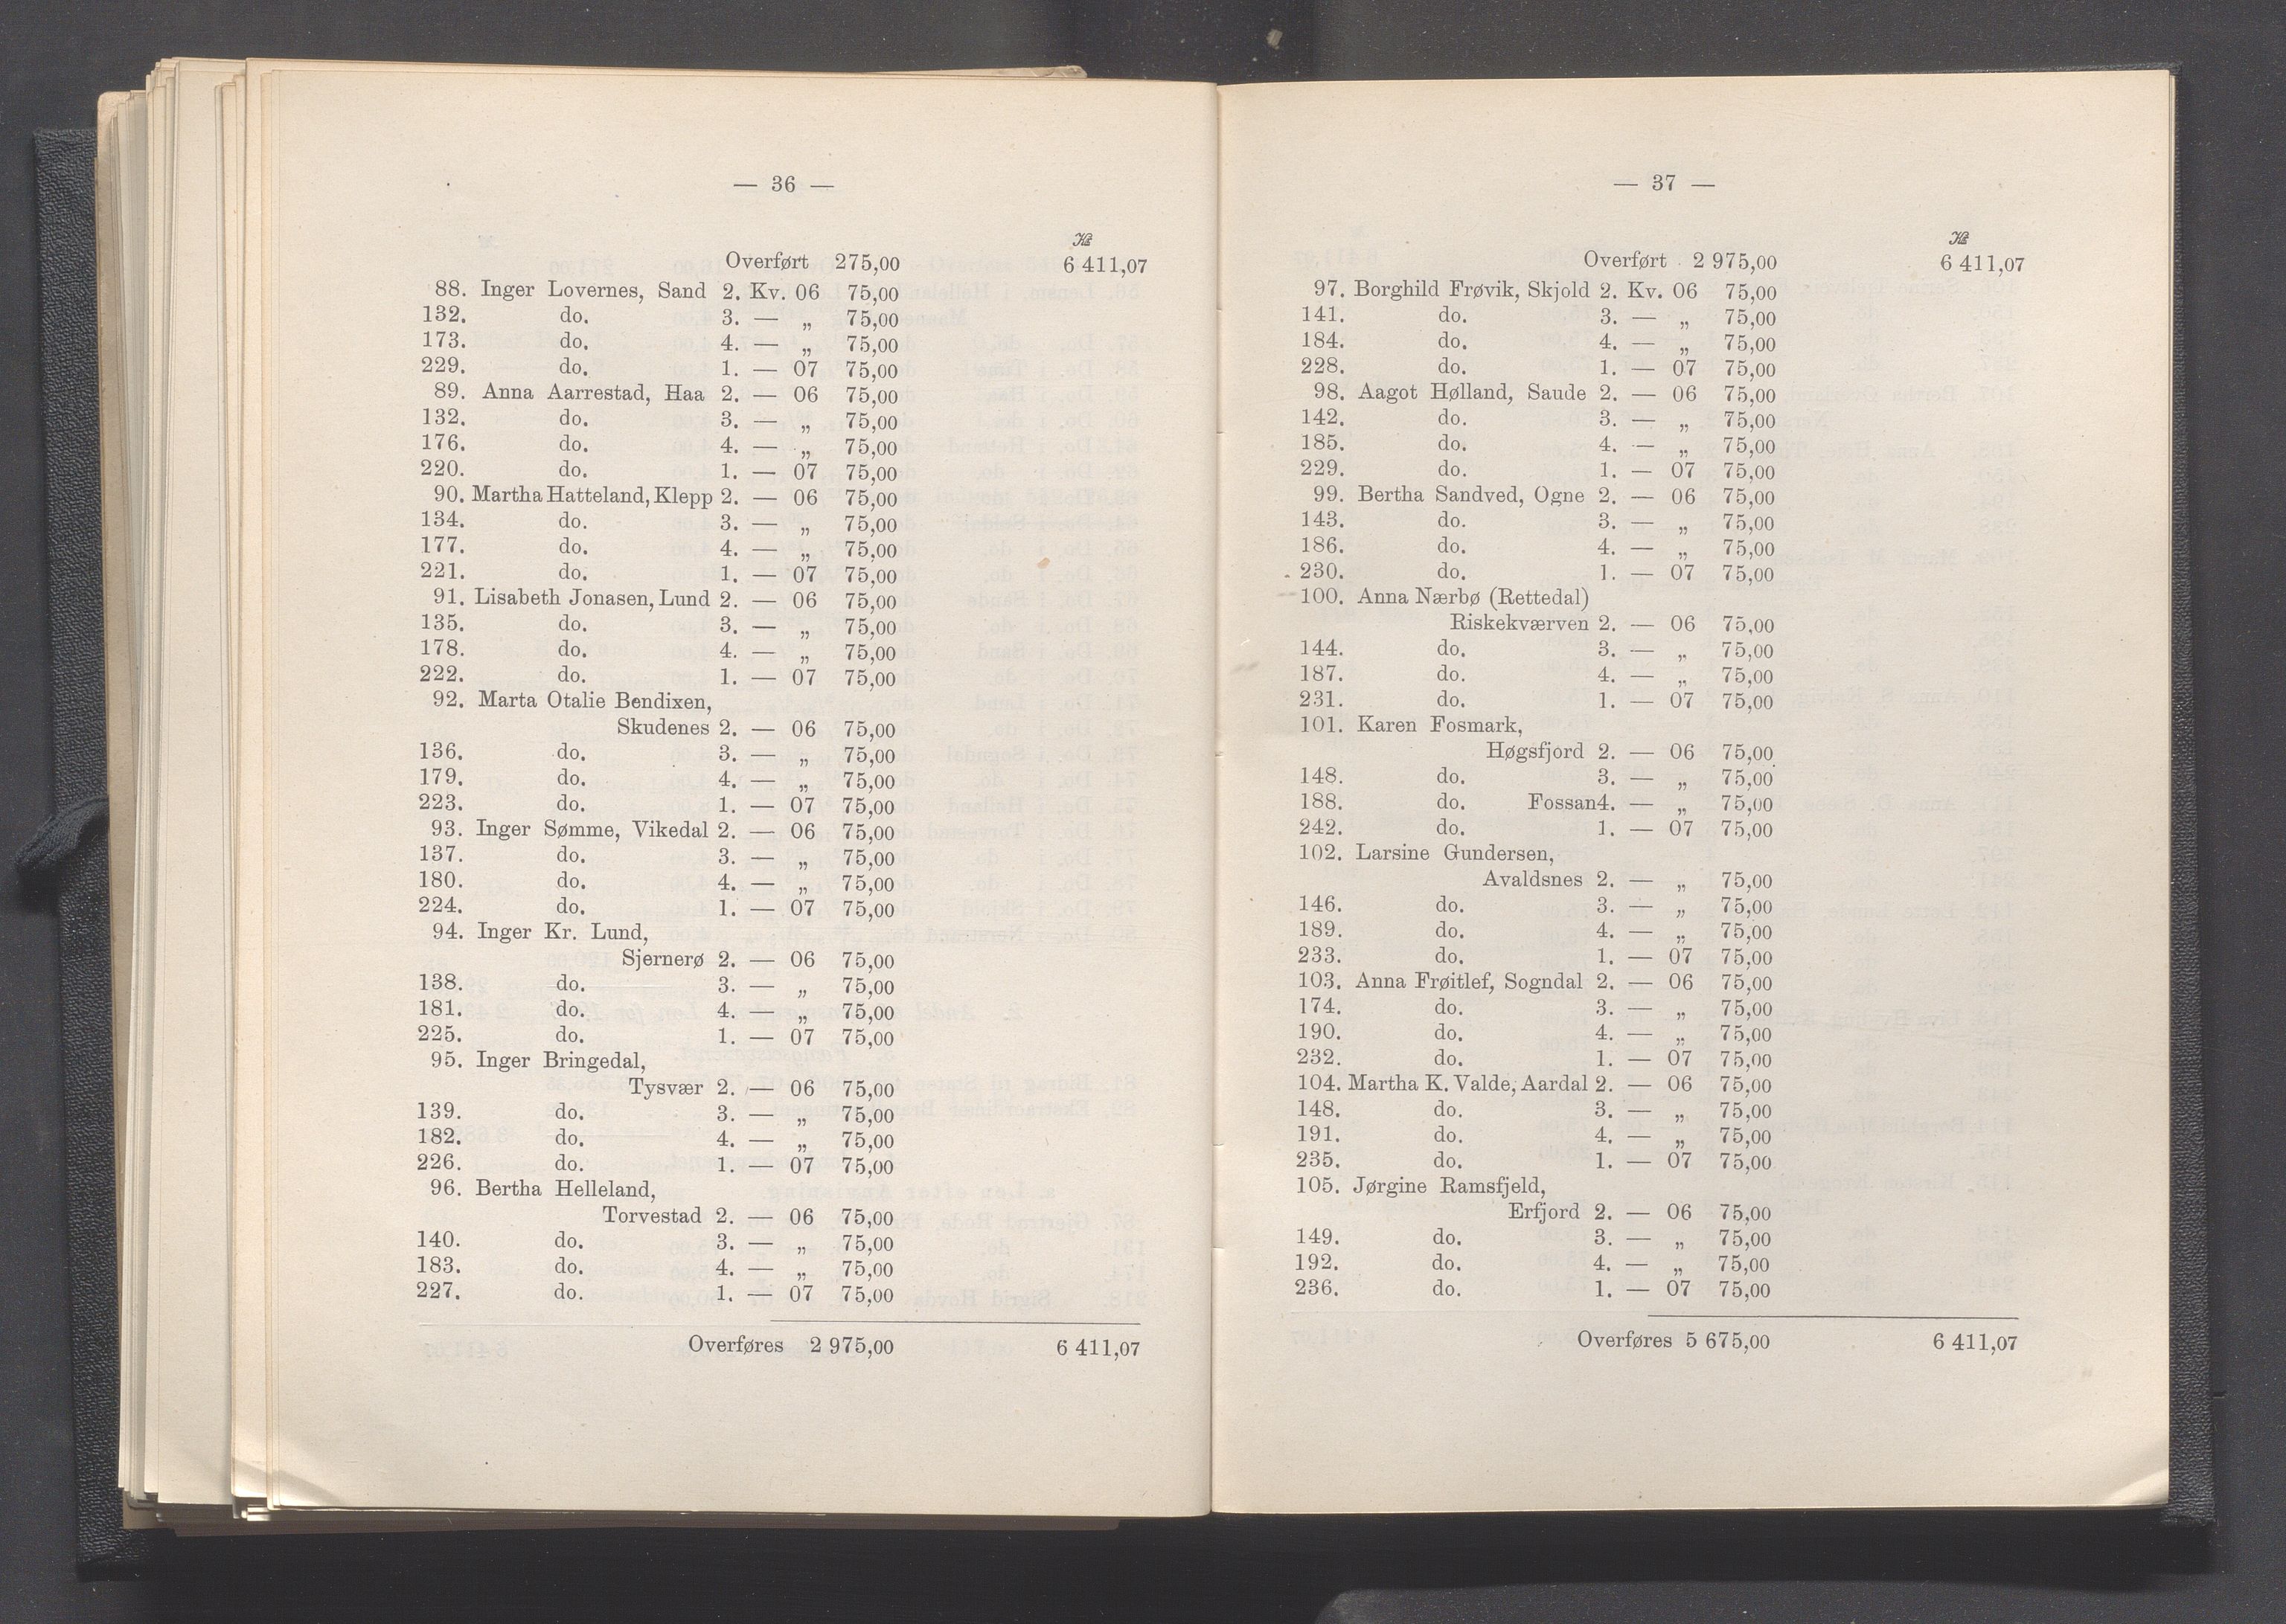 — 36 —
Kr.
Overført 275,00 6 411,07
88. Inger Lovernes, Sand 2. Kv. 06 75,00
132. do. 3. — „ 75,00
173. do. 4. — „ 75,00
229. do. 1. — 07 75,00
89. Anna Aarrestad, Haa 2. — 06 75,00
132. do. 3. — „ 75,00
176. do. 4. — „ 75,00
220. do. 1. — 07 75,00
90. Martha Hatteland, Klepp 2. — 06 75,00
134. do. 3. — „ 75,00
177. do. 4. — „ 75,00
221. do. 1. — 07 75,00
91. Lisabeth Jonasen, Lund 2. — 06 75,00
135. do. 3. — „ 75,00
178. do. 4. — „ 75,00
222. do. 1. — 07 75,00
92. Marta Otalie Bendixen,
Skudenes 2. — 06 75,00
136. do. 3. — „ 75,00
179. do. 4. — „ 75,00
223. do. 1. — 07 75,00
93. Inger Sømme, Vikedal 2. — 06 75,00
137. do. 3. — „ 75,00
180. do. 4. — „ 75,00
224. do. 1. — 07 75,00
94. Inger Kr. Lund,
Sjernerø 2. — 06 75,00
138. do. 3. — „ 75,00
181. do. 4. — „ 75,00
225. do. 1. — 07 75,00
95. Inger Bringedal,
Tysvær 2. — 06 75,00
139. do. 3. — „ 75,00
182. do. 4. — „ 75,00
226. do. 1. — 07 75,00
96. Bertha Helleland,
Torvestad 2. — 06 75,00
140. do. 3. — „ 75,00
183. do. 4. — „ 75,00
227. do. 1. — 07 75,00
Overføres 2 975,00 6 411,07
— 37 —
Kr.
Overført 2 975,00 6 411,07
97. Borghild Frøvik, Skjold 2. Kv. 06 75,00
141. do. 3. — „ 75,00
184. do. 4. — „ 75,00
228. do. 1. — 07 75,00
98. Aagot Hølland, Saude 2. — 06 75,00
142. do. 3. — „ 75,00
185. do. 4. — „ 75,00
229. do. 1. — 07 75,00
99. Bertha Sandved, Ogne 2. — 06 75,00
143. do. 3. — „ 75,00
186. do. 4. — „ 75,00
230. do. 1. — 07 75,00
100. Anna Nærbø (Rettedal)
Riskekværven 2. — 06 75,00
144. do. 3. — „ 75,00
187. do. 4. — „ 75,00
231. do. 1. — 07 75,00
101. Karen Fosmark,
Høgsfjord 2. — 06 75,00
148. do. 3. — „ 75,00
188. do. Fossan 4. — „ 75,00
242. do. 1. — 07 75,00
102. Larsine Gundersen,
Avaldsnes 2. — „ 75,00
146. do. 3. — „ 75,00
189. do. 4. — „ 75,00
233. do. 1. — 07 75,00
103. Anna Frøitlef, Sogndal 2. — 06 75,00
174. do. 3. — „ 75,00
190. do. 4. — „ 75,00
232. do. 1. — 07 75,00
104. Martha K. Valde, Aardal 2. — 06 75,00
148. do. 3. — „ 75,00
191. do. 4. — „ 75,00
235. do. 1. — 07 75,00
105. Jørgine Ramsfjeld,
Erfjord 2. — 06 75,00
149. do. 3. — „ 75,00
192. do. 4. — „ 75,00
236. do. 1. — 07 75,00
Overføres 5 675,00 6 411,07